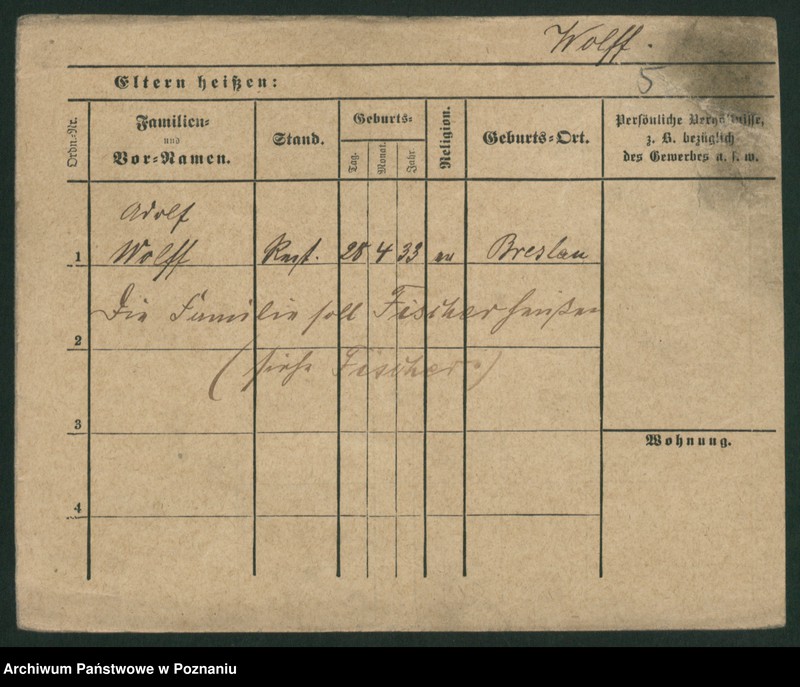 Wolff.
5
Eltern heißen:
Ordn.-Nr.
Familien-
und
Vor-Namen.
Stand.
Geburts-
Tag.
Monat.
Jahr
Religion.
Geburts-Ort.
Persönliche Verhältnisse,
z. B. bezüglich
des Gewerbes u. s. w.
Adolf
1 Wolff 28 4 33 Breslau
Die Familie soll Fischer heißen
2
(siehe Fischer)
3
Wohnung.
4
Archiwum Państwowe w Poznaniu